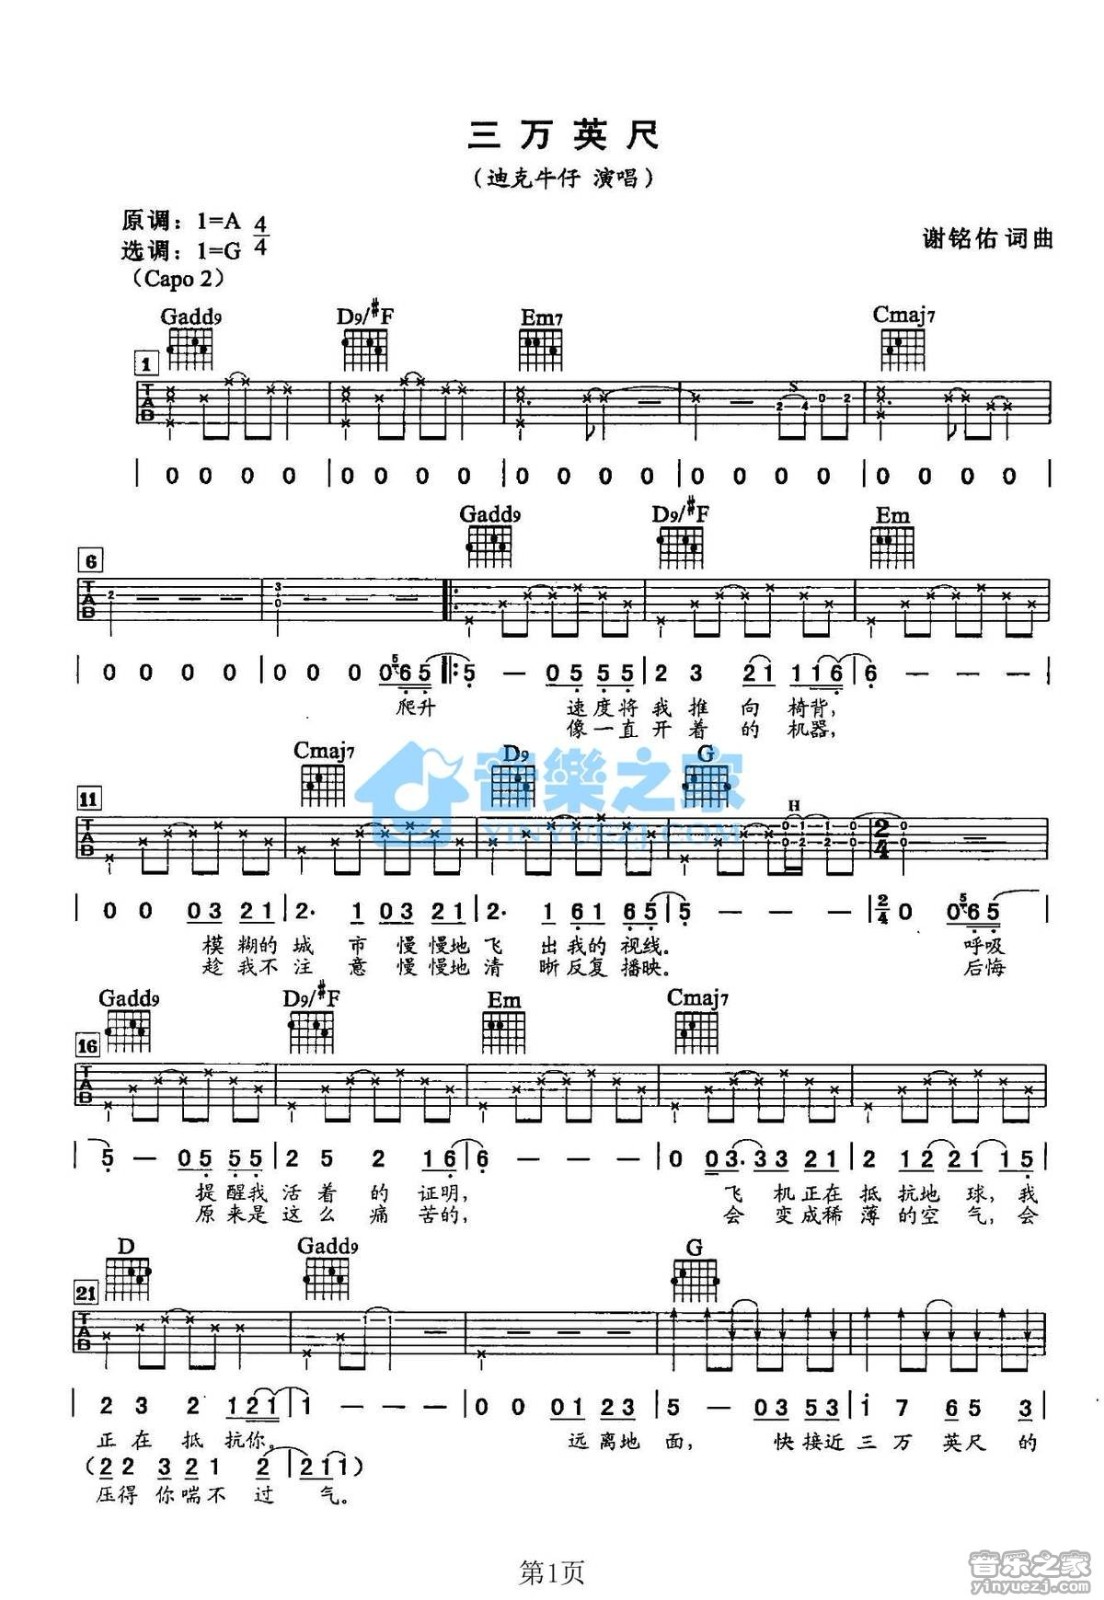 三万英尺
（迪克牛仔 演唱）
原调：1=A 4/4
选调：1=G
（Capo 2）
谢铭佑 词曲
Gadd9 D9/#F Em7 Cmaj7
1
TAB
2 4 0 2
| 0 0 0 0 | 0 0 0 0 | 0 0 0 0 | 0 0 0 0 | 0 0 0 0 |
Gadd9 D9/#F Em
6
TAB
| 0 0 0 0 | 0 0 0 0 6 5 |: 5 — 0 5 5 5 | 2 3 2 1 1 1 6 | 6 — — — |
爬升 速度将我推向椅背，
像一直开着的机器，
Cmaj7 D9 G
音樂之家
YINYUEZJ.COM
11
TAB
H
| 0 0 0 3 2 1 | 2· 1 0 3 2 1 | 2· 1 6 1 6 5 | 5 — — — | 2/4 0 0 6 5 |
模糊的城市慢慢地飞出我的视线。 呼吸
趁我不注意慢慢地清晰反复播映。 后悔
Gadd9 D9/#F Em Cmaj7
16
TAB
| 5 — 0 5 5 5 | 2 5 2 1 6 | 6 — — — | 0 0 3· 3 3 2 1 | 2 1 2 2 1 1 5 |
提醒我活着的证明， 飞机正在抵抗地球，我
原来是这么痛苦的， 会变成稀薄的空气，会
D Gadd9 G
21
TAB
| 2 3 2 1 2 1 | 1 — — — | 0 0 0 1 2 3 | 5 — 0 3 5 3 | i 7 6 5 3 |
正在抵抗你。 远离地面， 快接近三万英尺的
（2 2 3 2 1 2 | 2 1 1）
压得你喘不过气。
第1页
音乐之家
yinyuezj.com